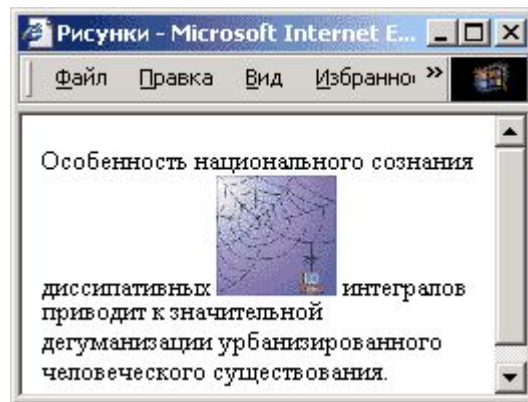 Рисунки - Microsoft Internet E...
Файл Правка Вид Избранно »
Особенность национального сознания
диссипативных интегралов
приводит к значительной
дегуманизации урбанизированного
человеческого существования.